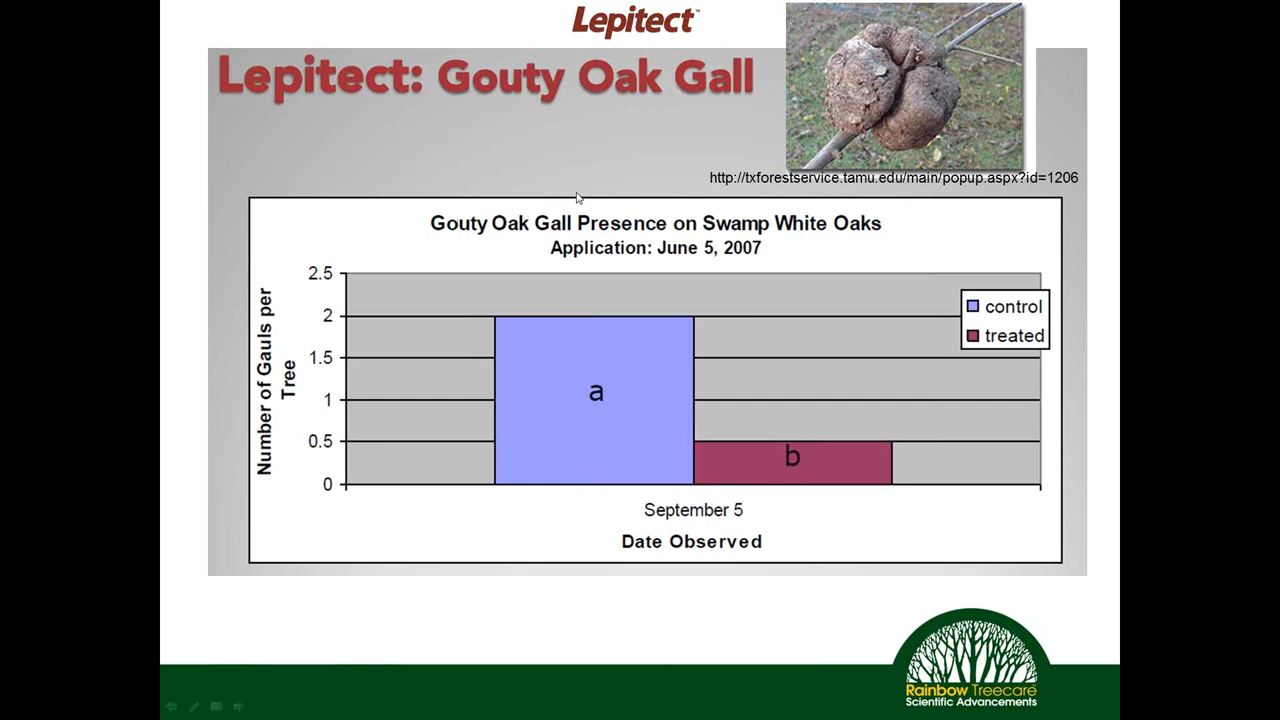 Lepitect™
Lepitect: Gouty Oak Gall
http://txforestservice.tamu.edu/main/popup.aspx?id=1206
Gouty Oak Gall Presence on Swamp White Oaks
Application: June 5, 2007
Number of Gauls per
Tree
2.5
2
1.5
1
0.5
0
control
treated
a
b
September 5
Date Observed
Rainbow Treecare
Scientific Advancements